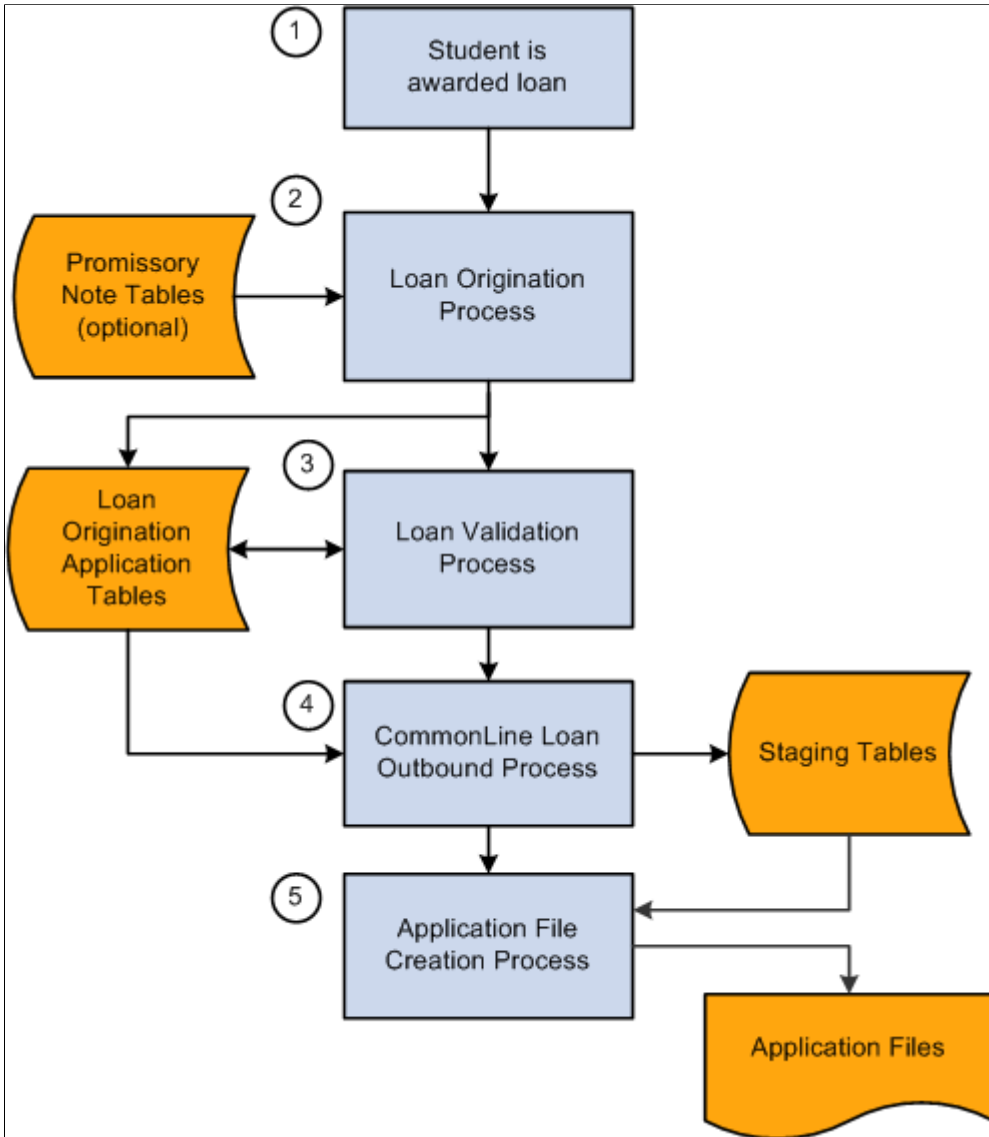 1
Student is
awarded loan
2
Promissory
Note Tables
(optional)
Loan Origination
Process
3
Loan
Origination
Application
Tables
Loan Validation
Process
4
CommonLine Loan
Outbound Process
Staging Tables
5
Application File
Creation Process
Application Files